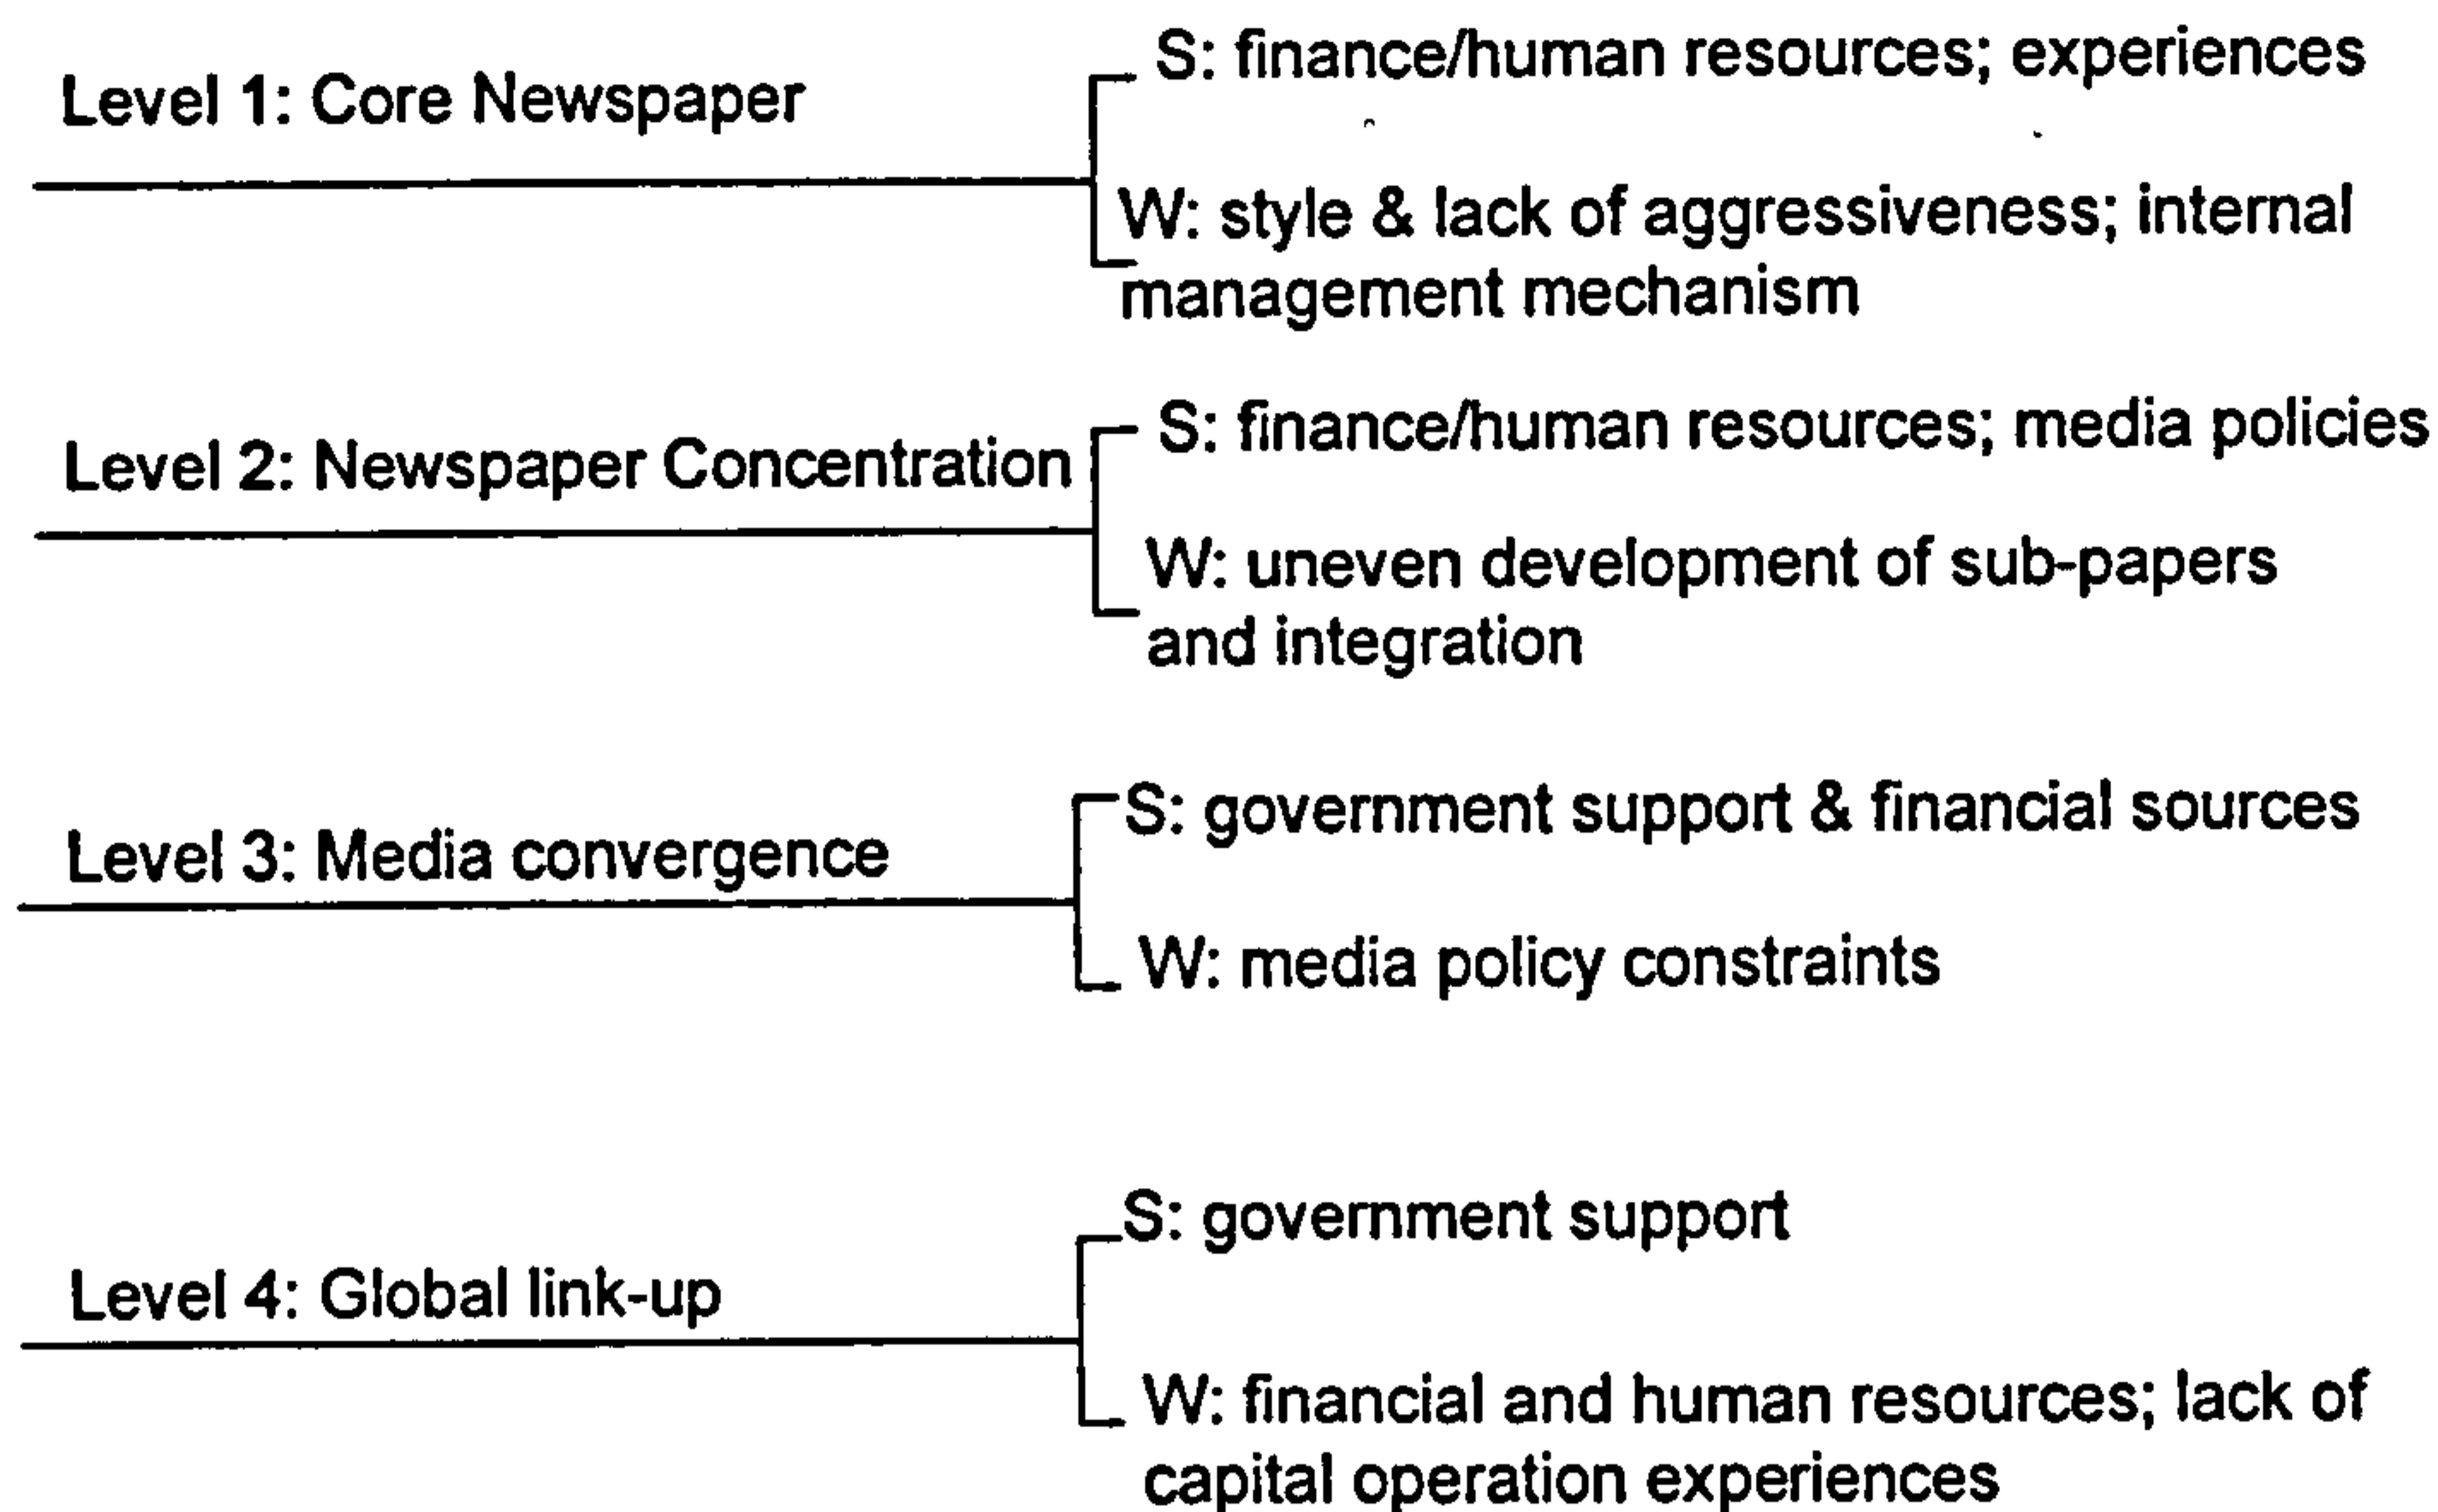 S: finance/human resources; experiences
Level 1: Core Newspaper
W: style & lack of aggressiveness; internal
management mechanism
S: finance/human resources; media policies
Level 2: Newspaper Concentration
W: uneven development of sub-papers
and integration
S: government support & financial sources
Level 3: Media convergence
W: media policy constraints
S: government support
Level 4: Global link-up
W: financial and human resources; lack of
capital operation experiences